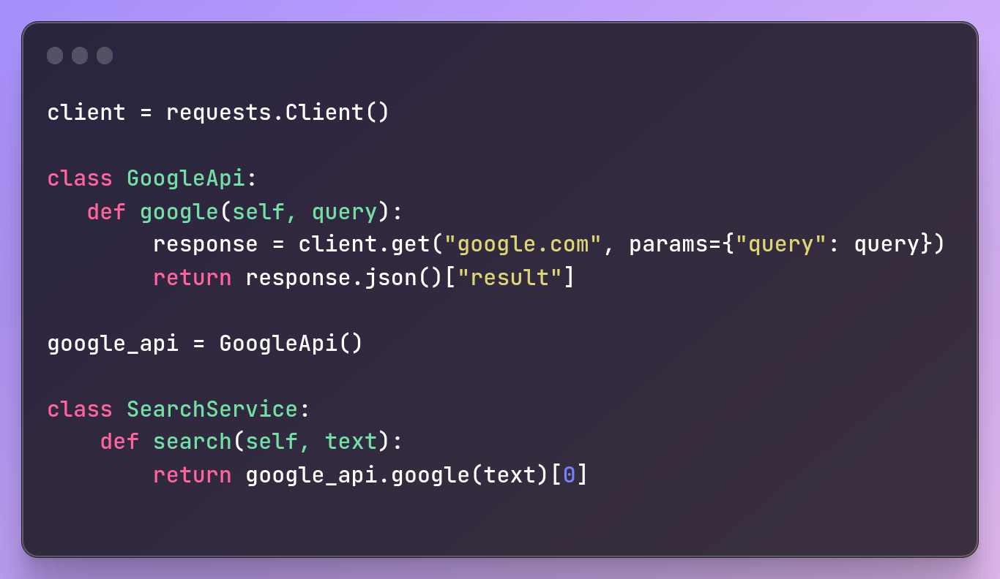 client = requests.Client()
class GoogleApi:
   def google(self, query):
        response = client.get("google.com", params={"query": query})
        return response.json()["result"]
google_api = GoogleApi()
class SearchService:
    def search(self, text):
        return google_api.google(text)[0]